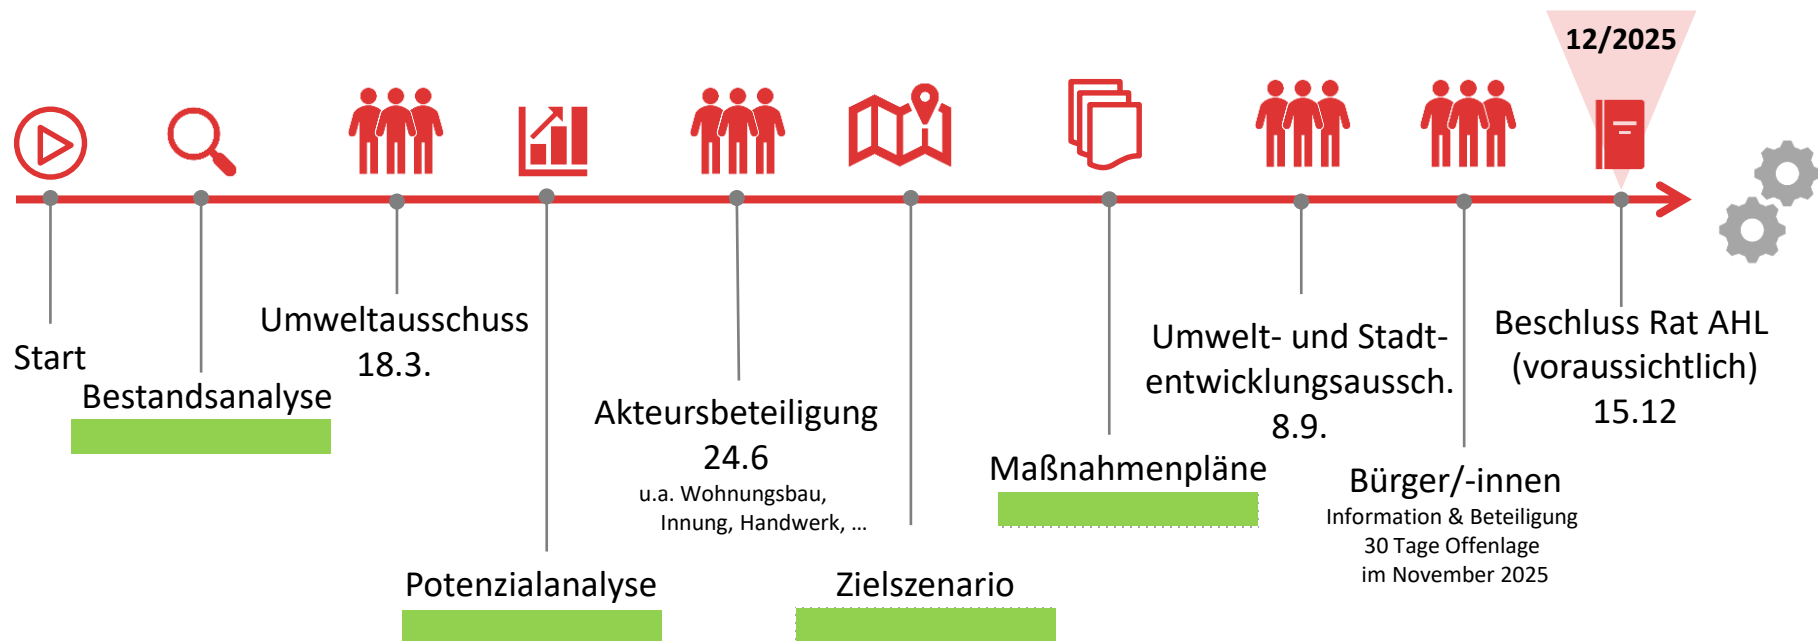 12/2025
Start
Bestandsanalyse
Umweltausschuss
18.3.
Potenzialanalyse
Akteursbeteiligung
24.6
u.a. Wohnungsbau,
Innung, Handwerk, ...
Zielszenario
Maßnahmenpläne
Umwelt- und Stadt-
entwicklungsaussch.
8.9.
Bürger/-innen
Information & Beteiligung
30 Tage Offenlage
im November 2025
Beschluss Rat AHL
(voraussichtlich)
15.12